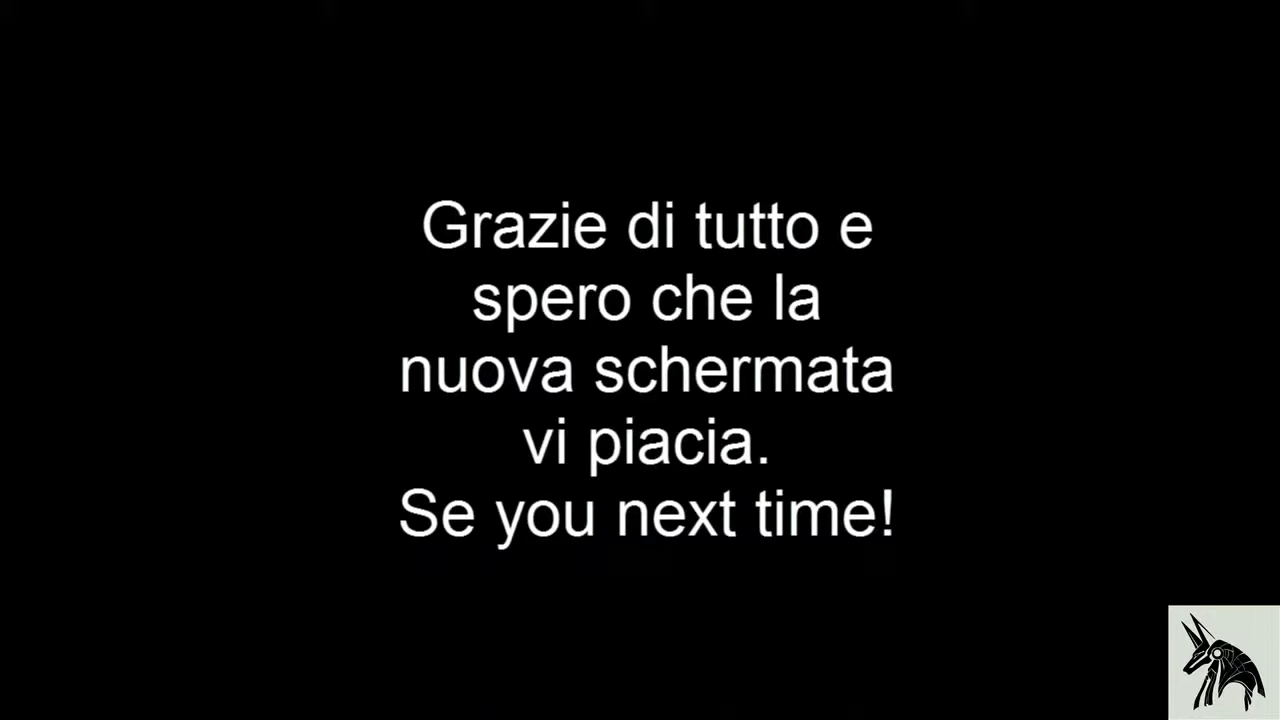 Grazie di tutto e
spero che la
nuova schermata
vi piacia.
Se you next time!